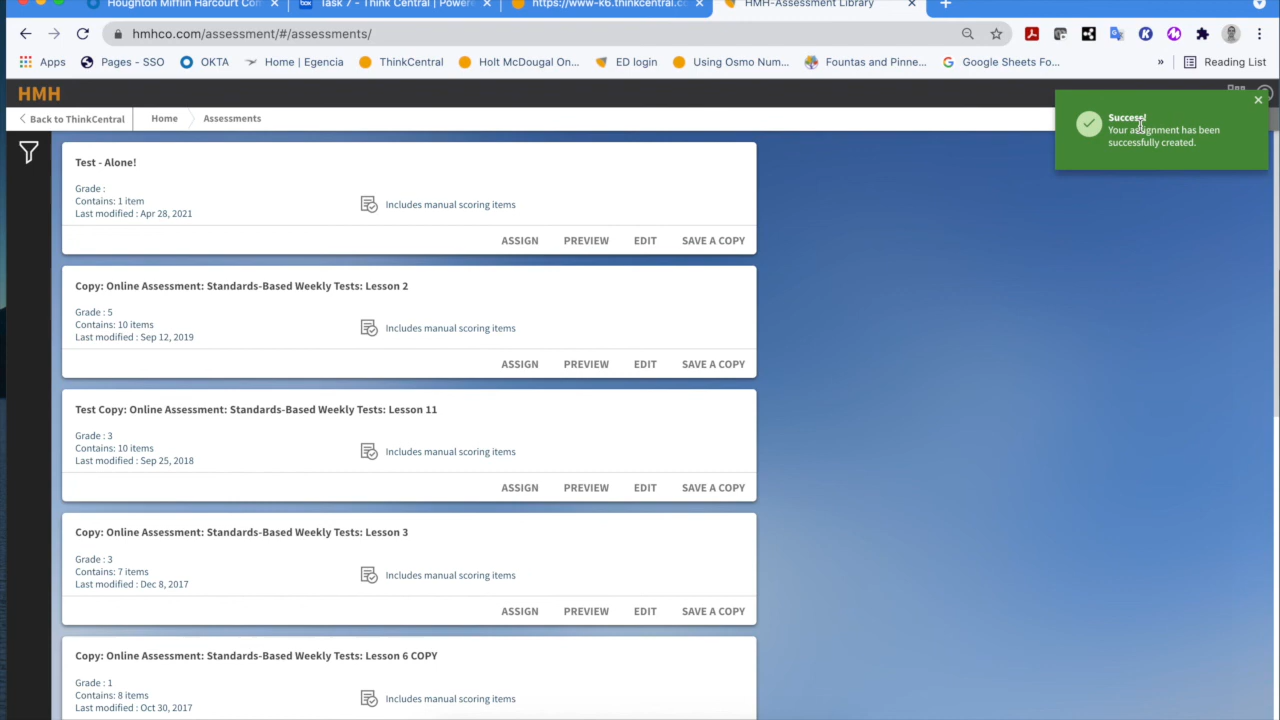 Houghton Mifflin Harcourt Con
Task 7 - Think Central | Powere
https://www-k6.thinkcentral.c
HMH-Assessment Library
hmhco.com/assessment/#/assessments/
Apps
Pages - SSO
OKTA
Home | Egencia
ThinkCentral
Holt McDougal On...
ED login
Using Osmo Num...
Fountas and Pinne...
Google Sheets Fo...
»
Reading List
HMH
Back to ThinkCentral
Home
Assessments
Success!
Your assignment has been
successfully created.
Test - Alone!
Grade :
Contains: 1 item
Last modified : Apr 28, 2021
Includes manual scoring items
ASSIGN PREVIEW EDIT SAVE A COPY
Copy: Online Assessment: Standards-Based Weekly Tests: Lesson 2
Grade : 5
Contains: 10 items
Last modified : Sep 12, 2019
Includes manual scoring items
ASSIGN PREVIEW EDIT SAVE A COPY
Test Copy: Online Assessment: Standards-Based Weekly Tests: Lesson 11
Grade : 3
Contains: 10 items
Last modified : Sep 25, 2018
Includes manual scoring items
ASSIGN PREVIEW EDIT SAVE A COPY
Copy: Online Assessment: Standards-Based Weekly Tests: Lesson 3
Grade : 3
Contains: 7 items
Last modified : Dec 8, 2017
Includes manual scoring items
ASSIGN PREVIEW EDIT SAVE A COPY
Copy: Online Assessment: Standards-Based Weekly Tests: Lesson 6 COPY
Grade : 1
Contains: 8 items
Last modified : Oct 30, 2017
Includes manual scoring items